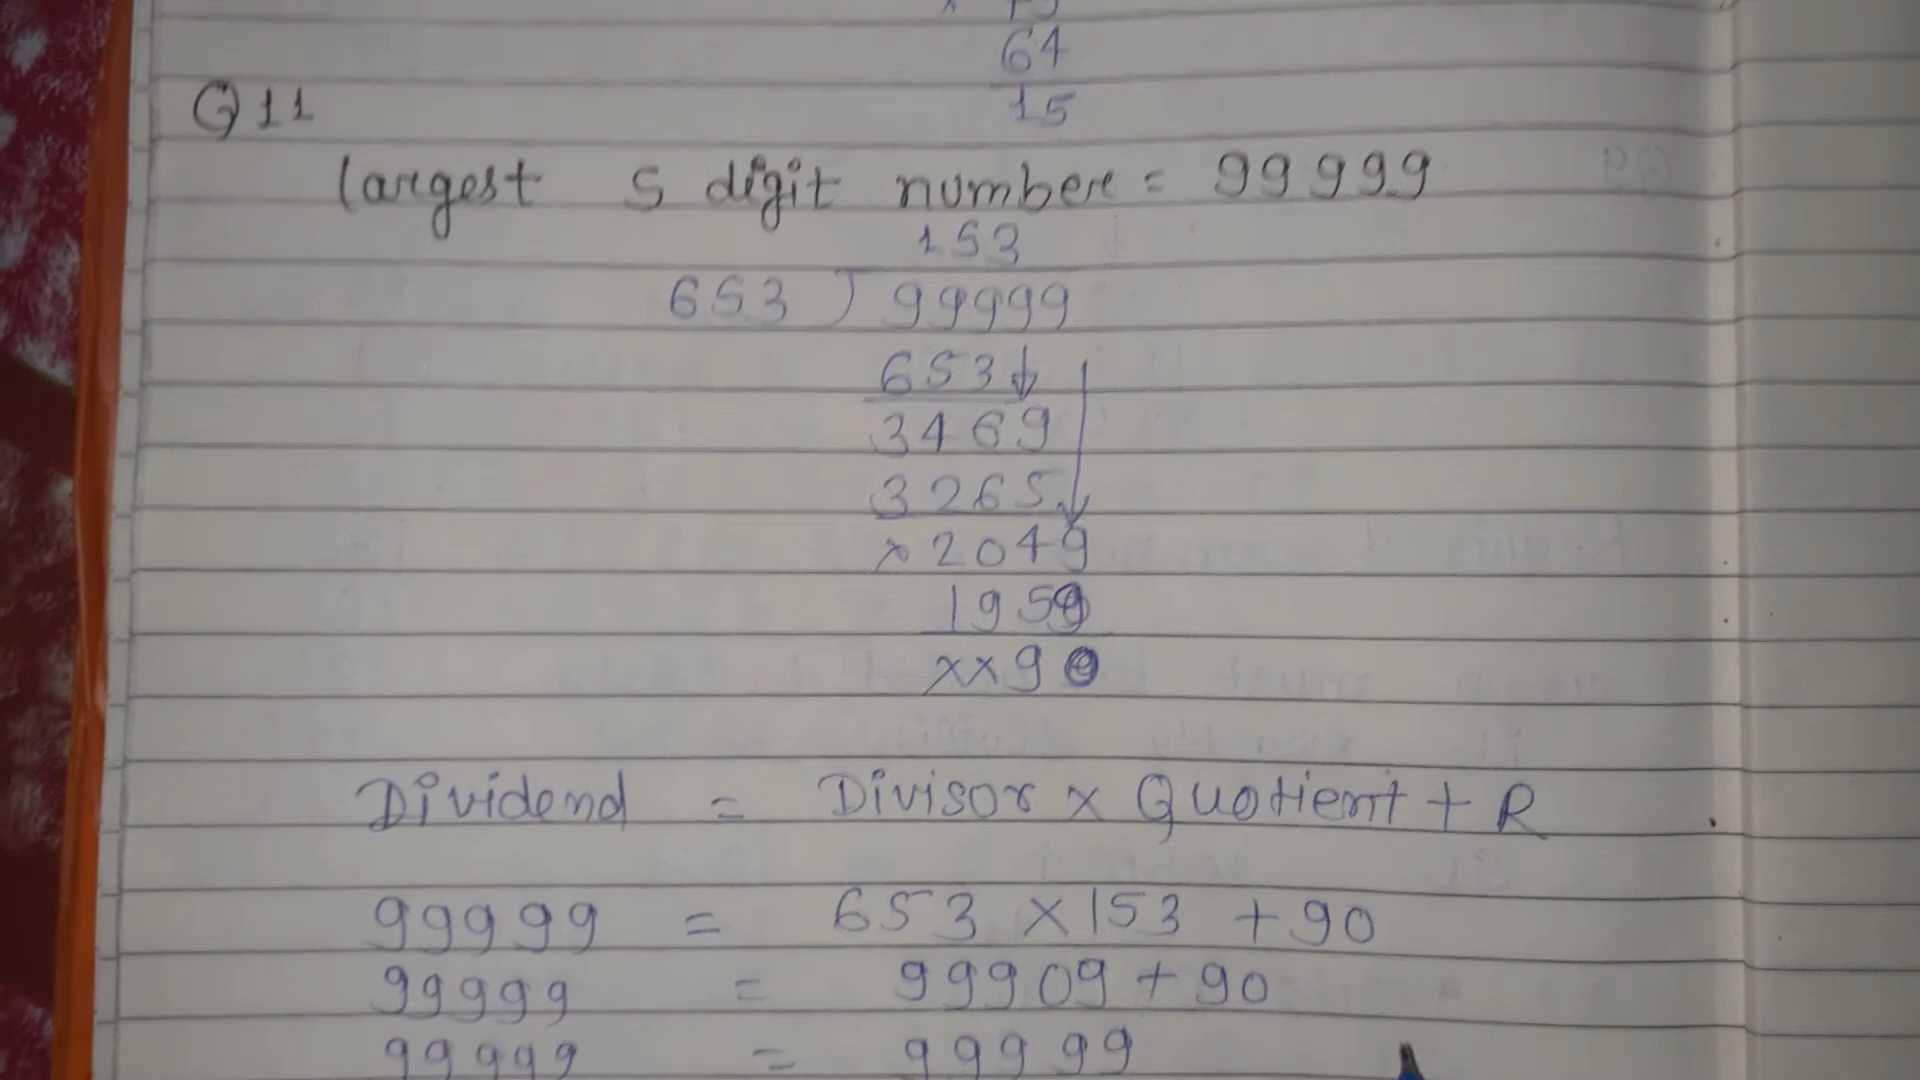 64
15
Q11
largest 5 digit number = 99999
153
653 ) 99999
653
3469
3265
×2049
1959
××90
Dividend = Divisor × Quotient + R
99999 = 653 × 153 + 90
99999 = 99909 + 90
99999 = 99999